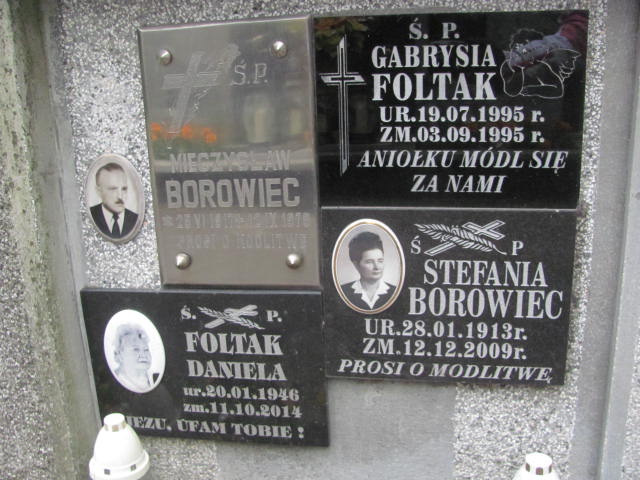 Ś.P.
MIECZYSŁAW
BOROWIEC
PROSI O MODLITWĘ
Ś. P.
GABRYSIA
FOLTAK
UR.19.07.1995 r.
ZM.03.09.1995 r.
ANIOŁKU MÓDL SIĘ
ZA NAMI
Ś P
STEFANIA
BOROWIEC
UR.28.01.1913r.
ZM.12.12.2009r.
PROSI O MODLITWĘ
Ś. P.
FOLTAK
DANIELA
ur.20.01.1946
zm.11.10.2014
JEZU, UFAM TOBIE !